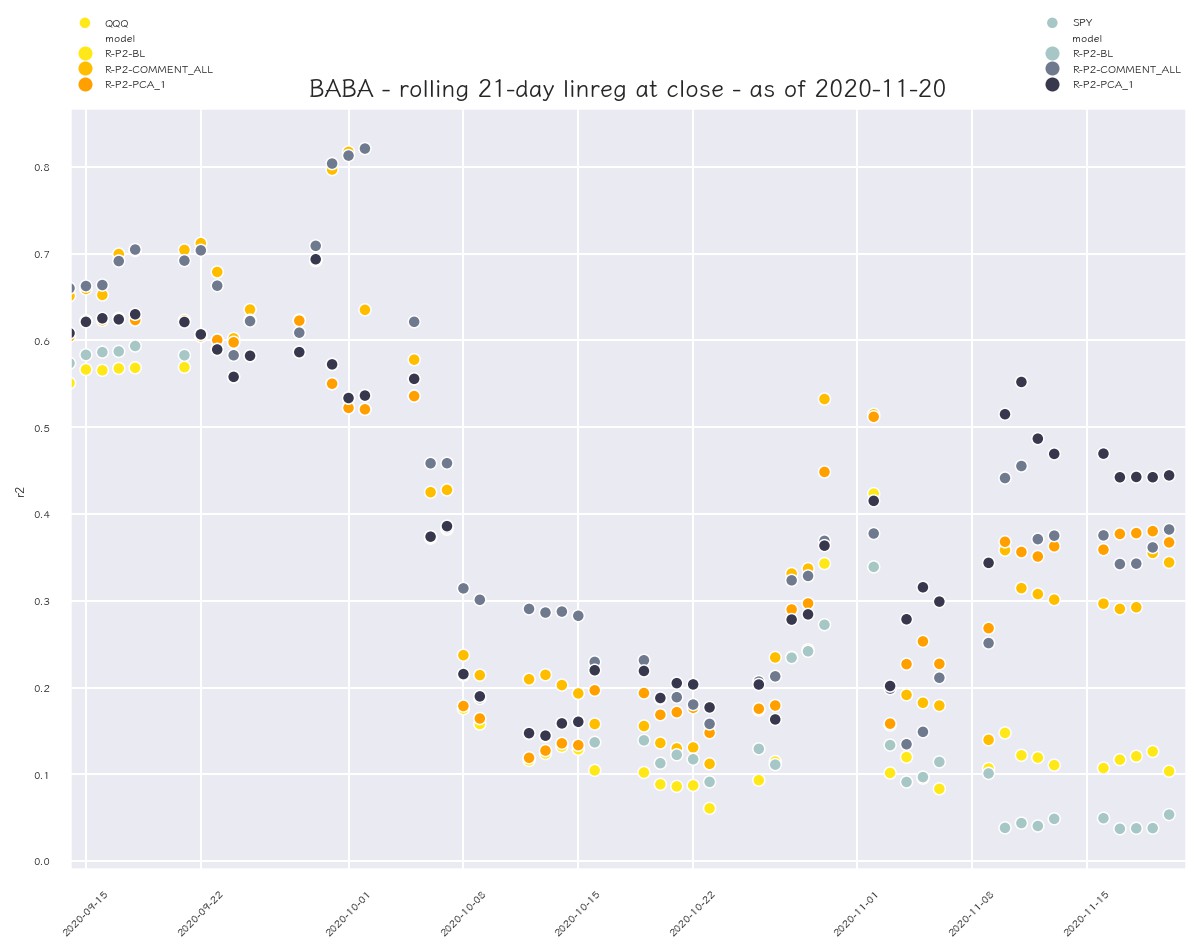 QQQ
model
R-P2-BL
R-P2-COMMENT_ALL
R-P2-PCA_1
SPY
model
R-P2-BL
R-P2-COMMENT_ALL
R-P2-PCA_1
BABA - rolling 21-day linreg at close - as of 2020-11-20
0.8
0.7
0.6
0.5
0.4
0.3
0.2
0.1
0.0
r2
2020-09-15
2020-09-22
2020-10-01
2020-10-08
2020-10-15
2020-10-22
2020-11-01
2020-11-08
2020-11-15